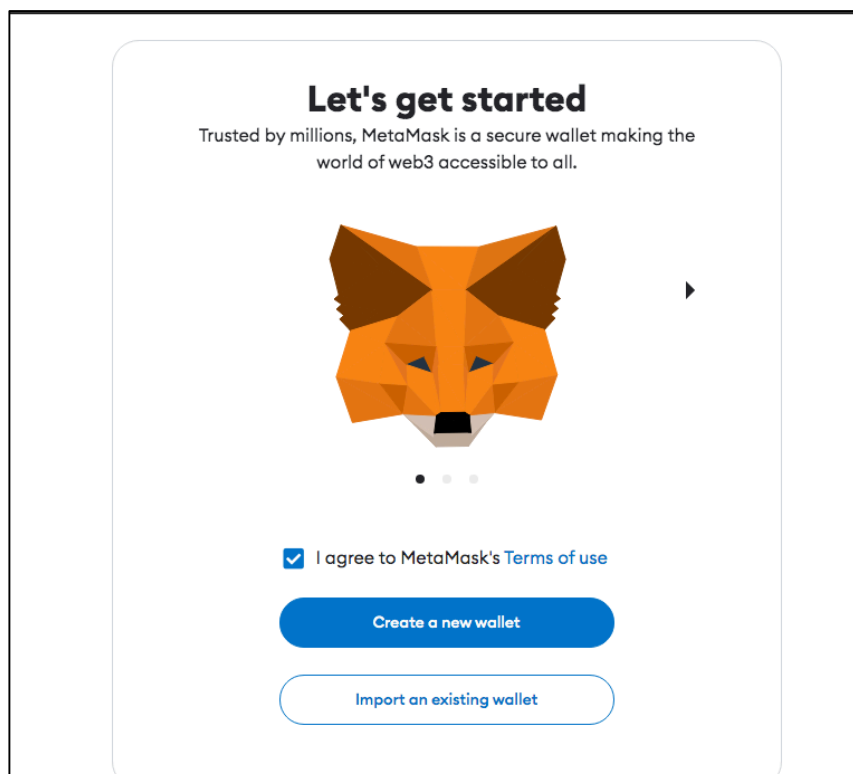 Let's get started
Trusted by millions, MetaMask is a secure wallet making the
world of web3 accessible to all.
I agree to MetaMask's Terms of use
Create a new wallet
Import an existing wallet